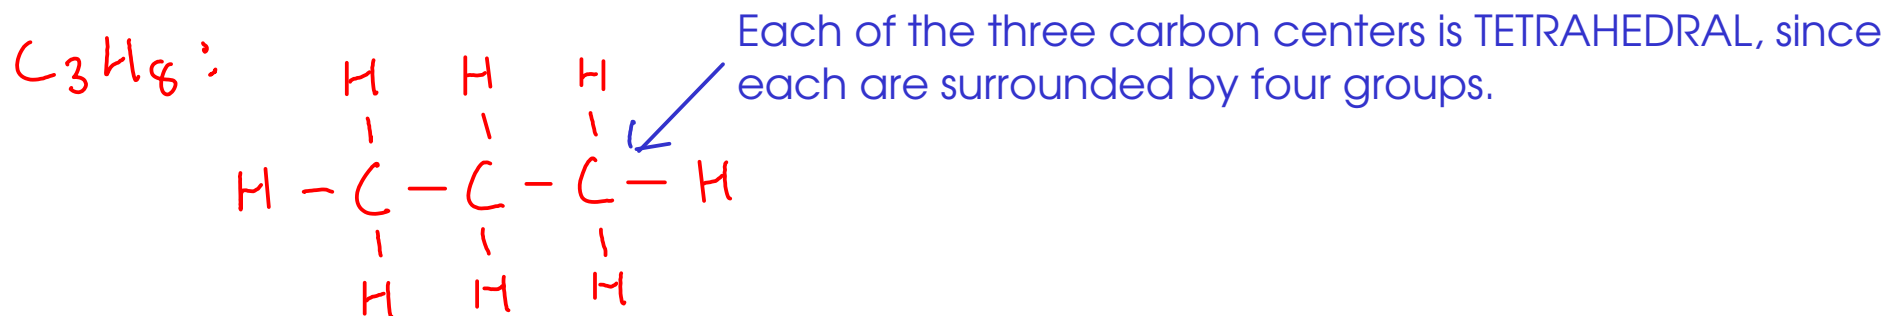 Each of the three carbon centers is TETRAHEDRAL, since
each are surrounded by four groups.
C3H8:
H H H
H - C - C - C - H
H H H